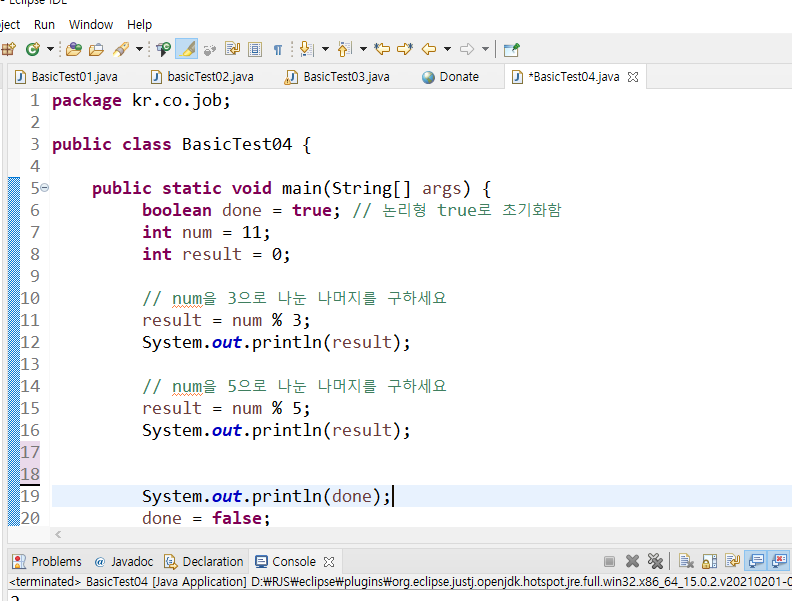 Eclipse IDE
ject Run Window Help
BasicTest01.java basicTest02.java BasicTest03.java Donate *BasicTest04.java
1 package kr.co.job;
2
3 public class BasicTest04 {
4
5 public static void main(String[] args) {
6 boolean done = true; // 논리형 true로 초기화함
7 int num = 11;
8 int result = 0;
9
10 // num을 3으로 나눈 나머지를 구하세요
11 result = num % 3;
12 System.out.println(result);
13
14 // num을 5으로 나눈 나머지를 구하세요
15 result = num % 5;
16 System.out.println(result);
17
18
19 System.out.println(done);
20 done = false;
Problems Javadoc Declaration Console
<terminated> BasicTest04 [Java Application] D:₩RJS₩eclipse₩plugins₩org.eclipse.justj.openjdk.hotspot.jre.full.win32.x86_64_15.0.2.v20210201-0